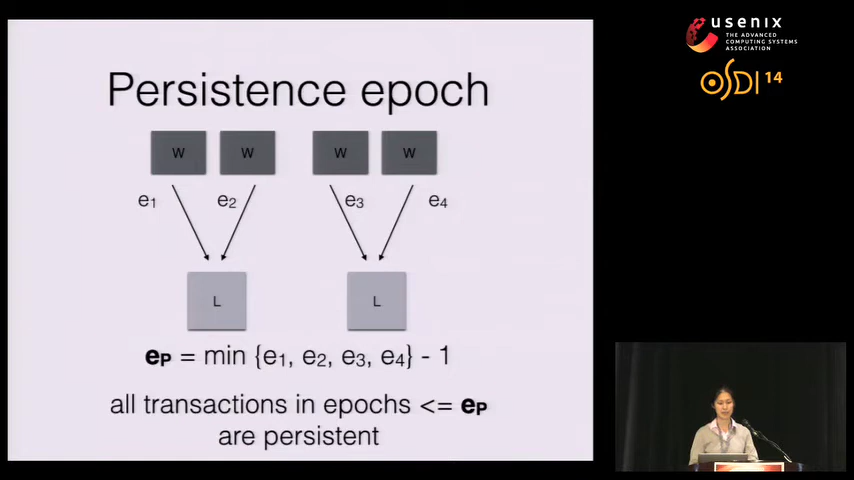 usenix
THE ADVANCED
COMPUTING SYSTEMS
ASSOCIATION
OSDI 14
Persistence epoch
W W W W
e1 e2 e3 e4
L L
eP = min {e1, e2, e3, e4} - 1
all transactions in epochs <= eP
are persistent